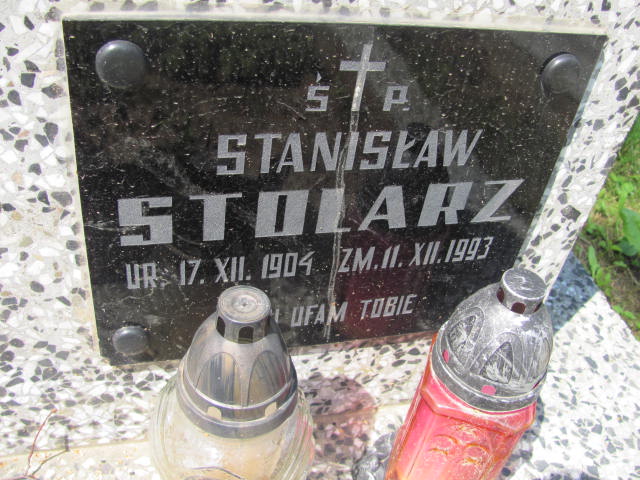 Ś P.
STANISŁAW
STOLARZ
UR. 17. XII. 1904 ZM. 11. XII. 1993
UFAM TOBIE